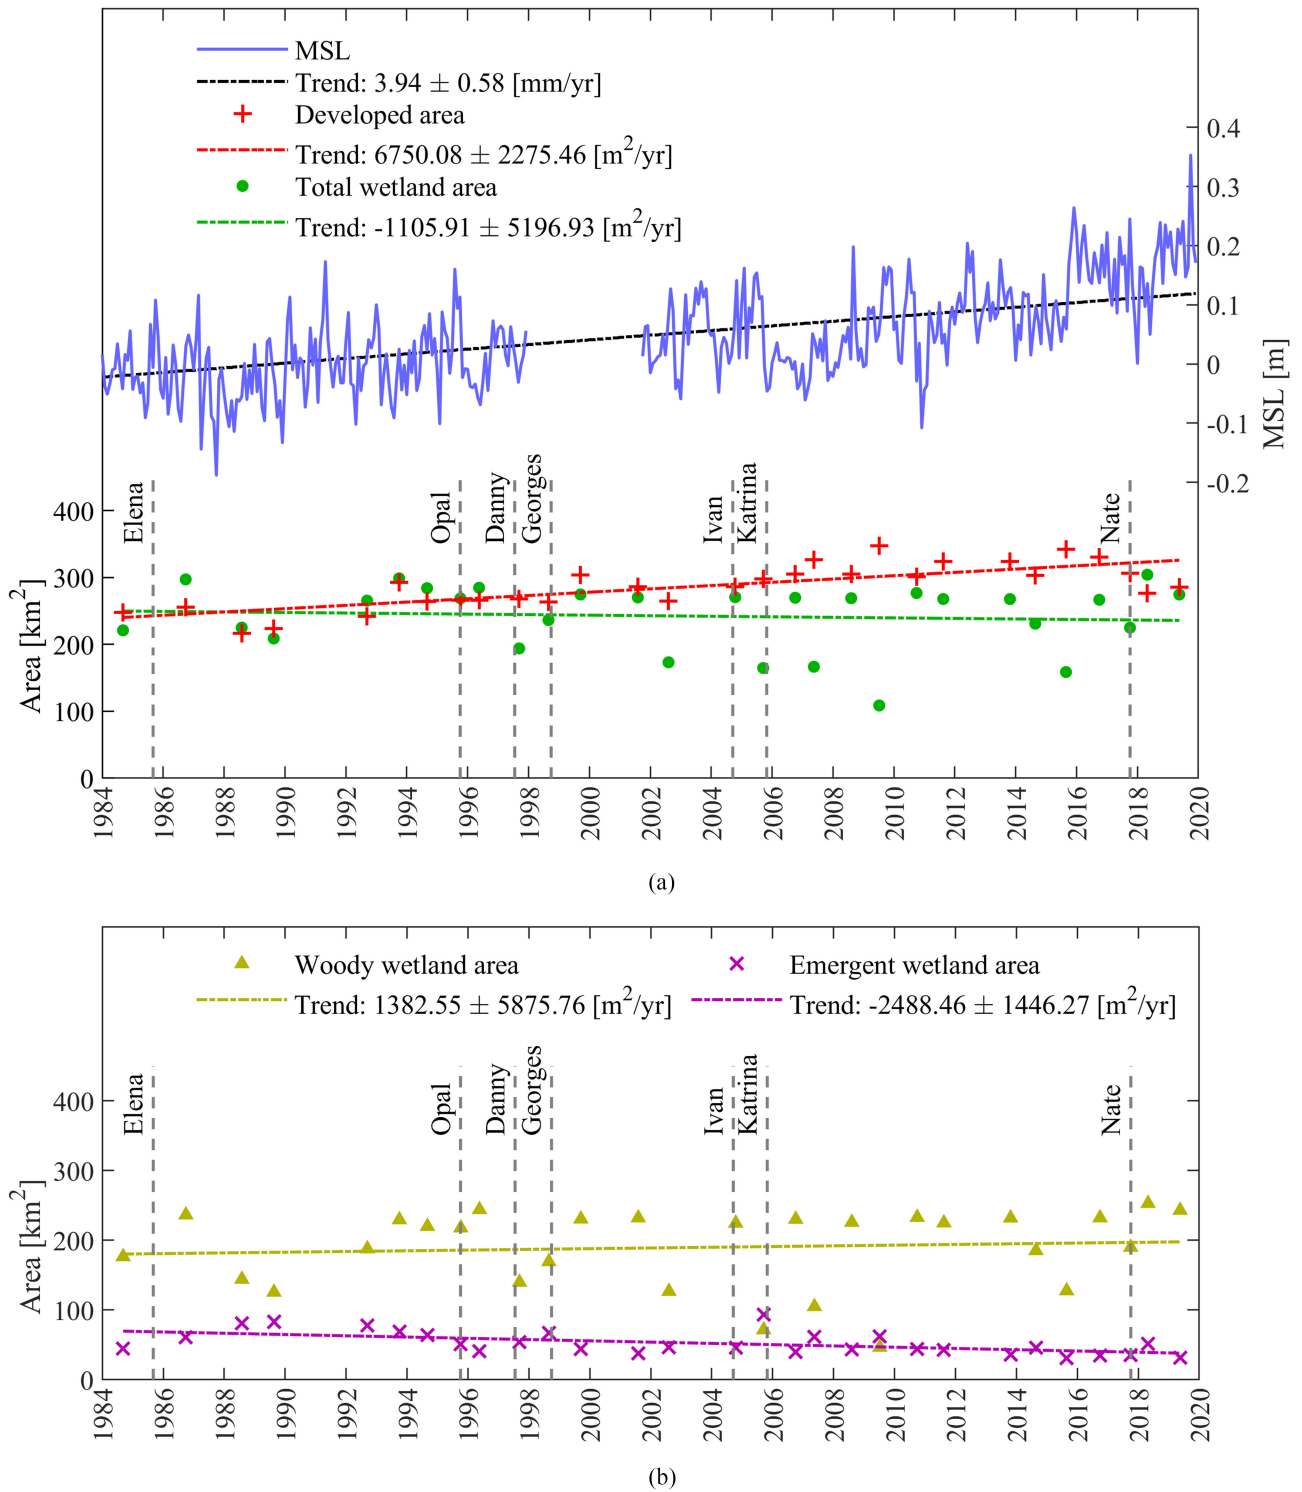 MSL
Trend: 3.94 ± 0.58 [mm/yr]
Developed area
Trend: 6750.08 ± 2275.46 [m²/yr]
Total wetland area
Trend: -1105.91 ± 5196.93 [m²/yr]
0.4
0.3
0.2
0.1
0
-0.1
-0.2
MSL [m]
Elena
Opal
Danny
Georges
Ivan
Katrina
Nate
400
300
200
100
0
Area [km²]
1984 1986 1988 1990 1992 1994 1996 1998 2000 2002 2004 2006 2008 2010 2012 2014 2016 2018 2020
(a)
Woody wetland area
Trend: 1382.55 ± 5875.76 [m²/yr]
Emergent wetland area
Trend: -2488.46 ± 1446.27 [m²/yr]
Elena
Opal
Danny
Georges
Ivan
Katrina
Nate
400
300
200
100
0
Area [km²]
1984 1986 1988 1990 1992 1994 1996 1998 2000 2002 2004 2006 2008 2010 2012 2014 2016 2018 2020
(b)